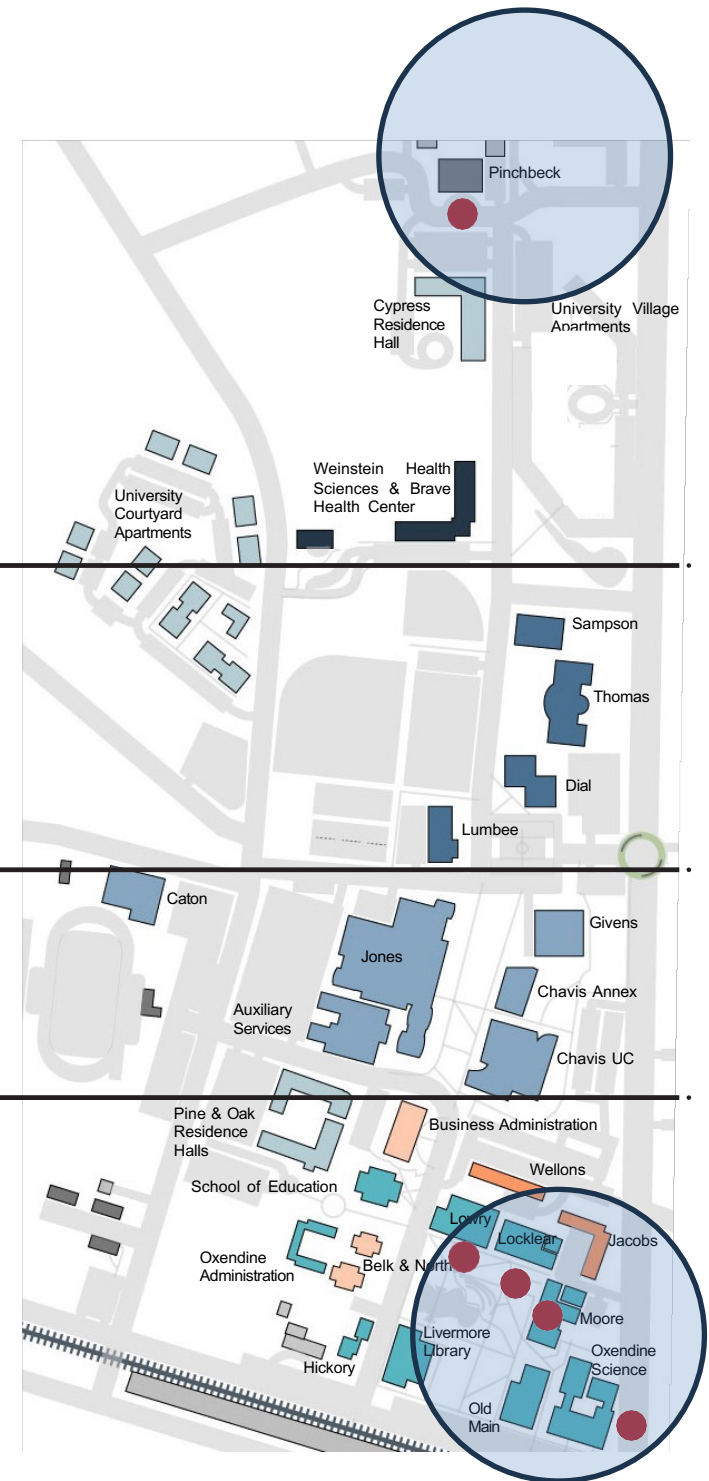 Pinchbeck
Cypress
Residence
Hall
University Village
Apartments
Weinstein Health
Sciences & Brave
Health Center
University
Courtyard
Apartments
Sampson
Thomas
Dial
Lumbee
Caton
Givens
Jones
Chavis Annex
Auxiliary
Services
Chavis UC
Pine & Oak
Residence
Halls
Business Administration
Wellons
School of Education
Lowry
Locklear
Jacobs
Oxendine
Administration
Belk & North
Moore
Livermore
Library
Oxendine
Science
Hickory
Old
Main